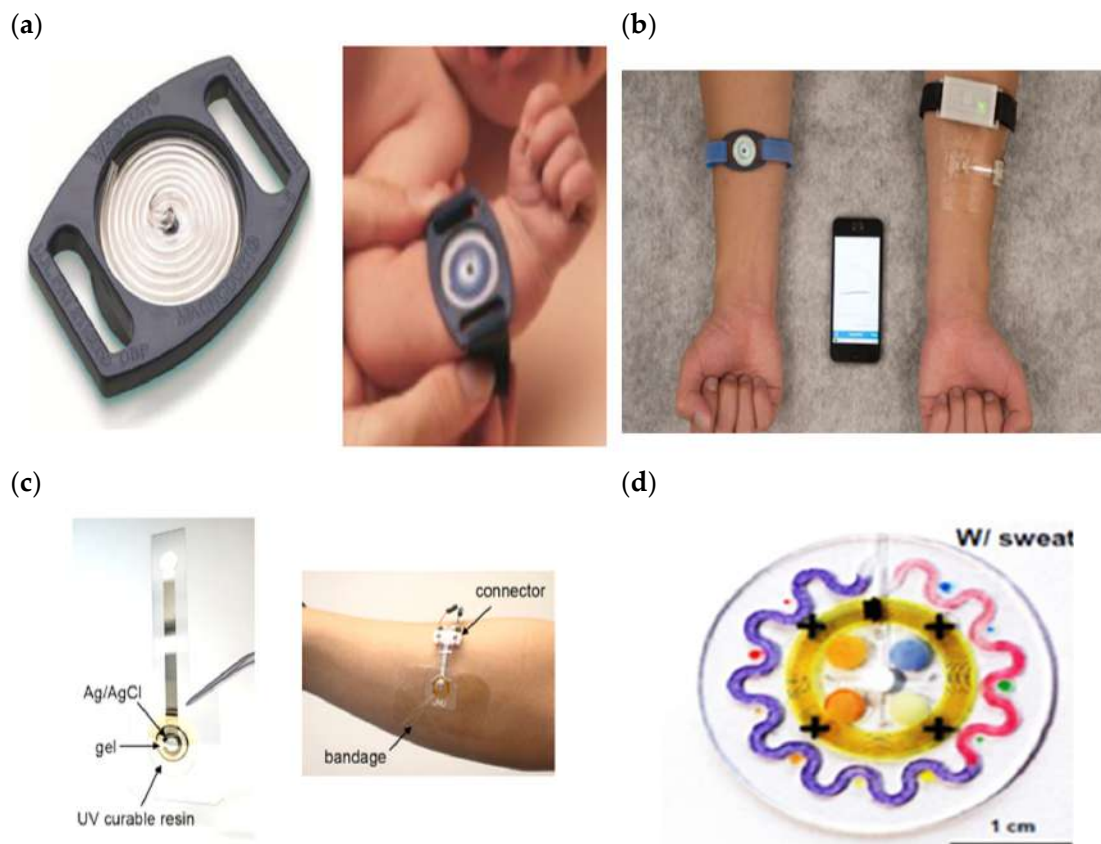 (a)
(b)
(c)
Ag/AgCl
gel
UV curable resin
connector
bandage
(d)
W/ sweat
1 cm